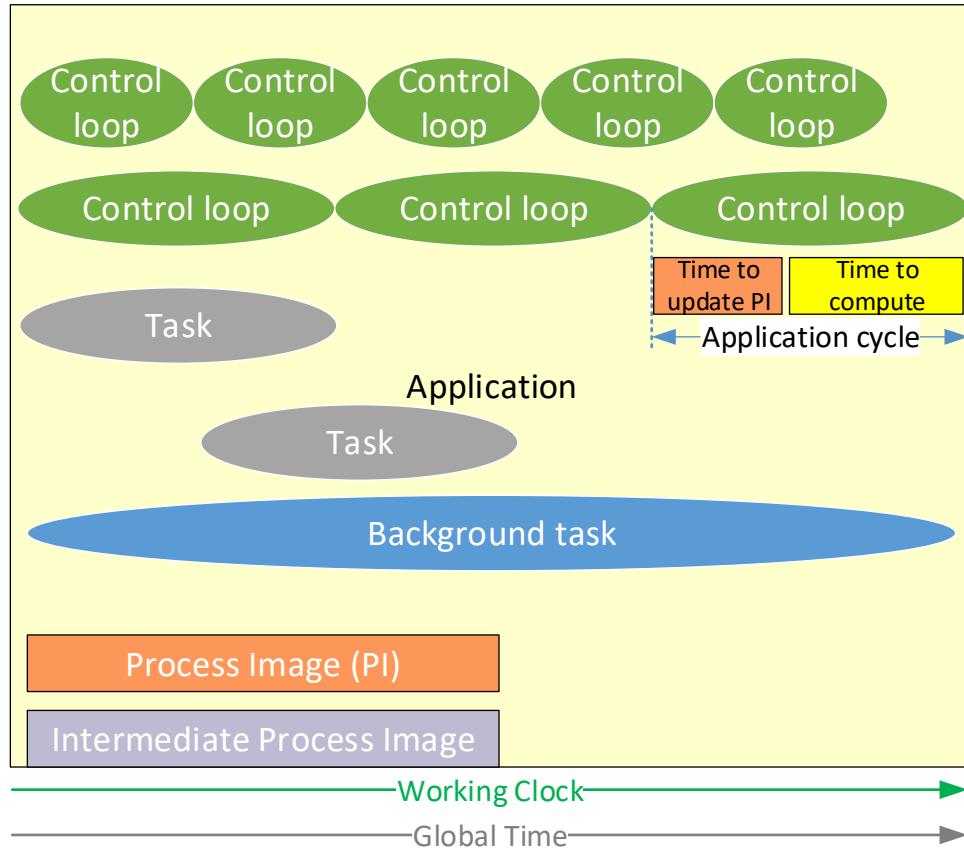 Control loop
Control loop
Control loop
Control loop
Control loop
Control loop
Control loop
Control loop
Time to update PI
Time to compute
Task
Application cycle
Application
Task
Background task
Process Image (PI)
Intermediate Process Image
Working Clock
Global Time